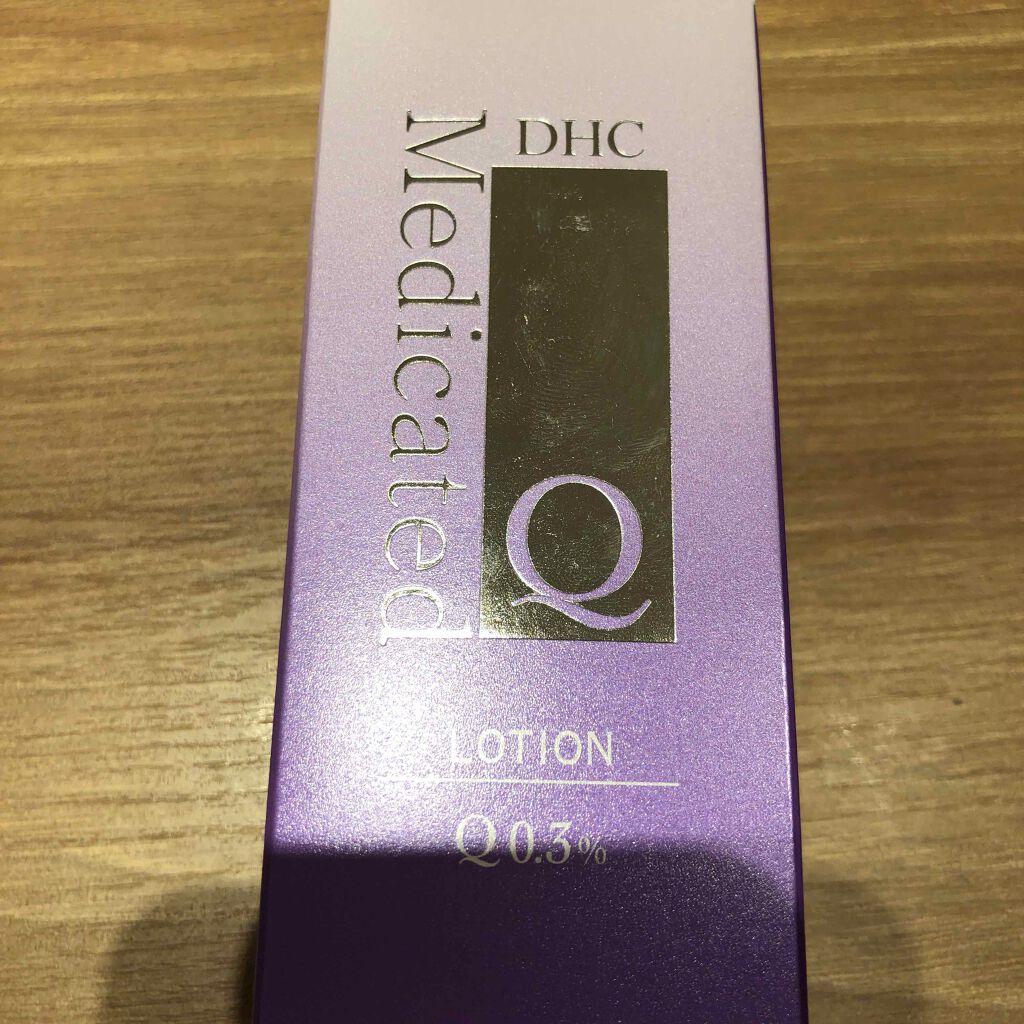 DHC
Medicated
Q
LOTION
Q 0.3%